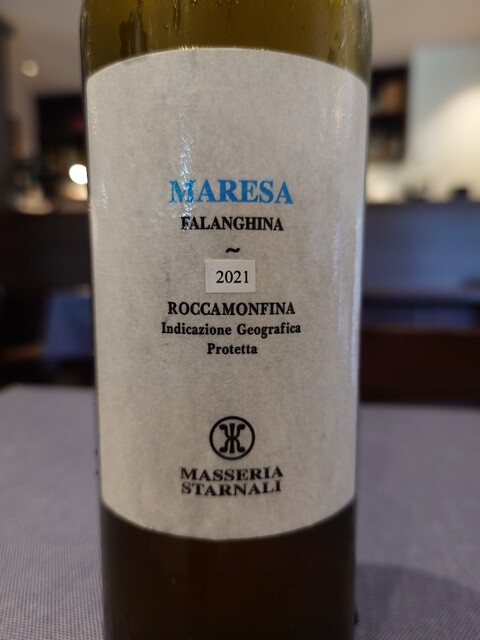 MARESA
FALANGHINA
~
2021
ROCCAMONFINA
Indicazione Geografica
Protetta
MASSERIA
STARNALI